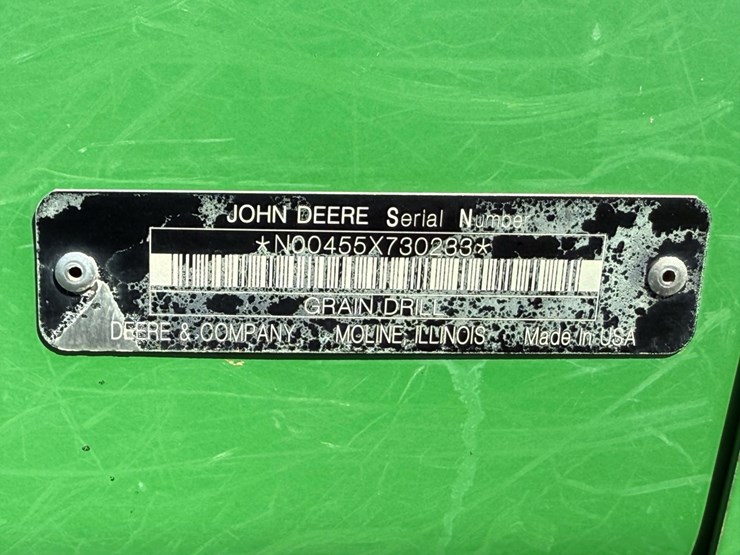 JOHN DEERE Serial Number
*N00455X730233*
GRAIN DRILL
DEERE & COMPANY MOLINE, ILLINOIS Made In USA